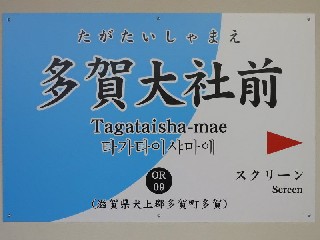 たがたいしゃまえ
多賀大社前
Tagataisha-mae
타가타이샤마에
スクリーン
Screen
OR
09
(滋賀県犬上郡多賀町多賀)